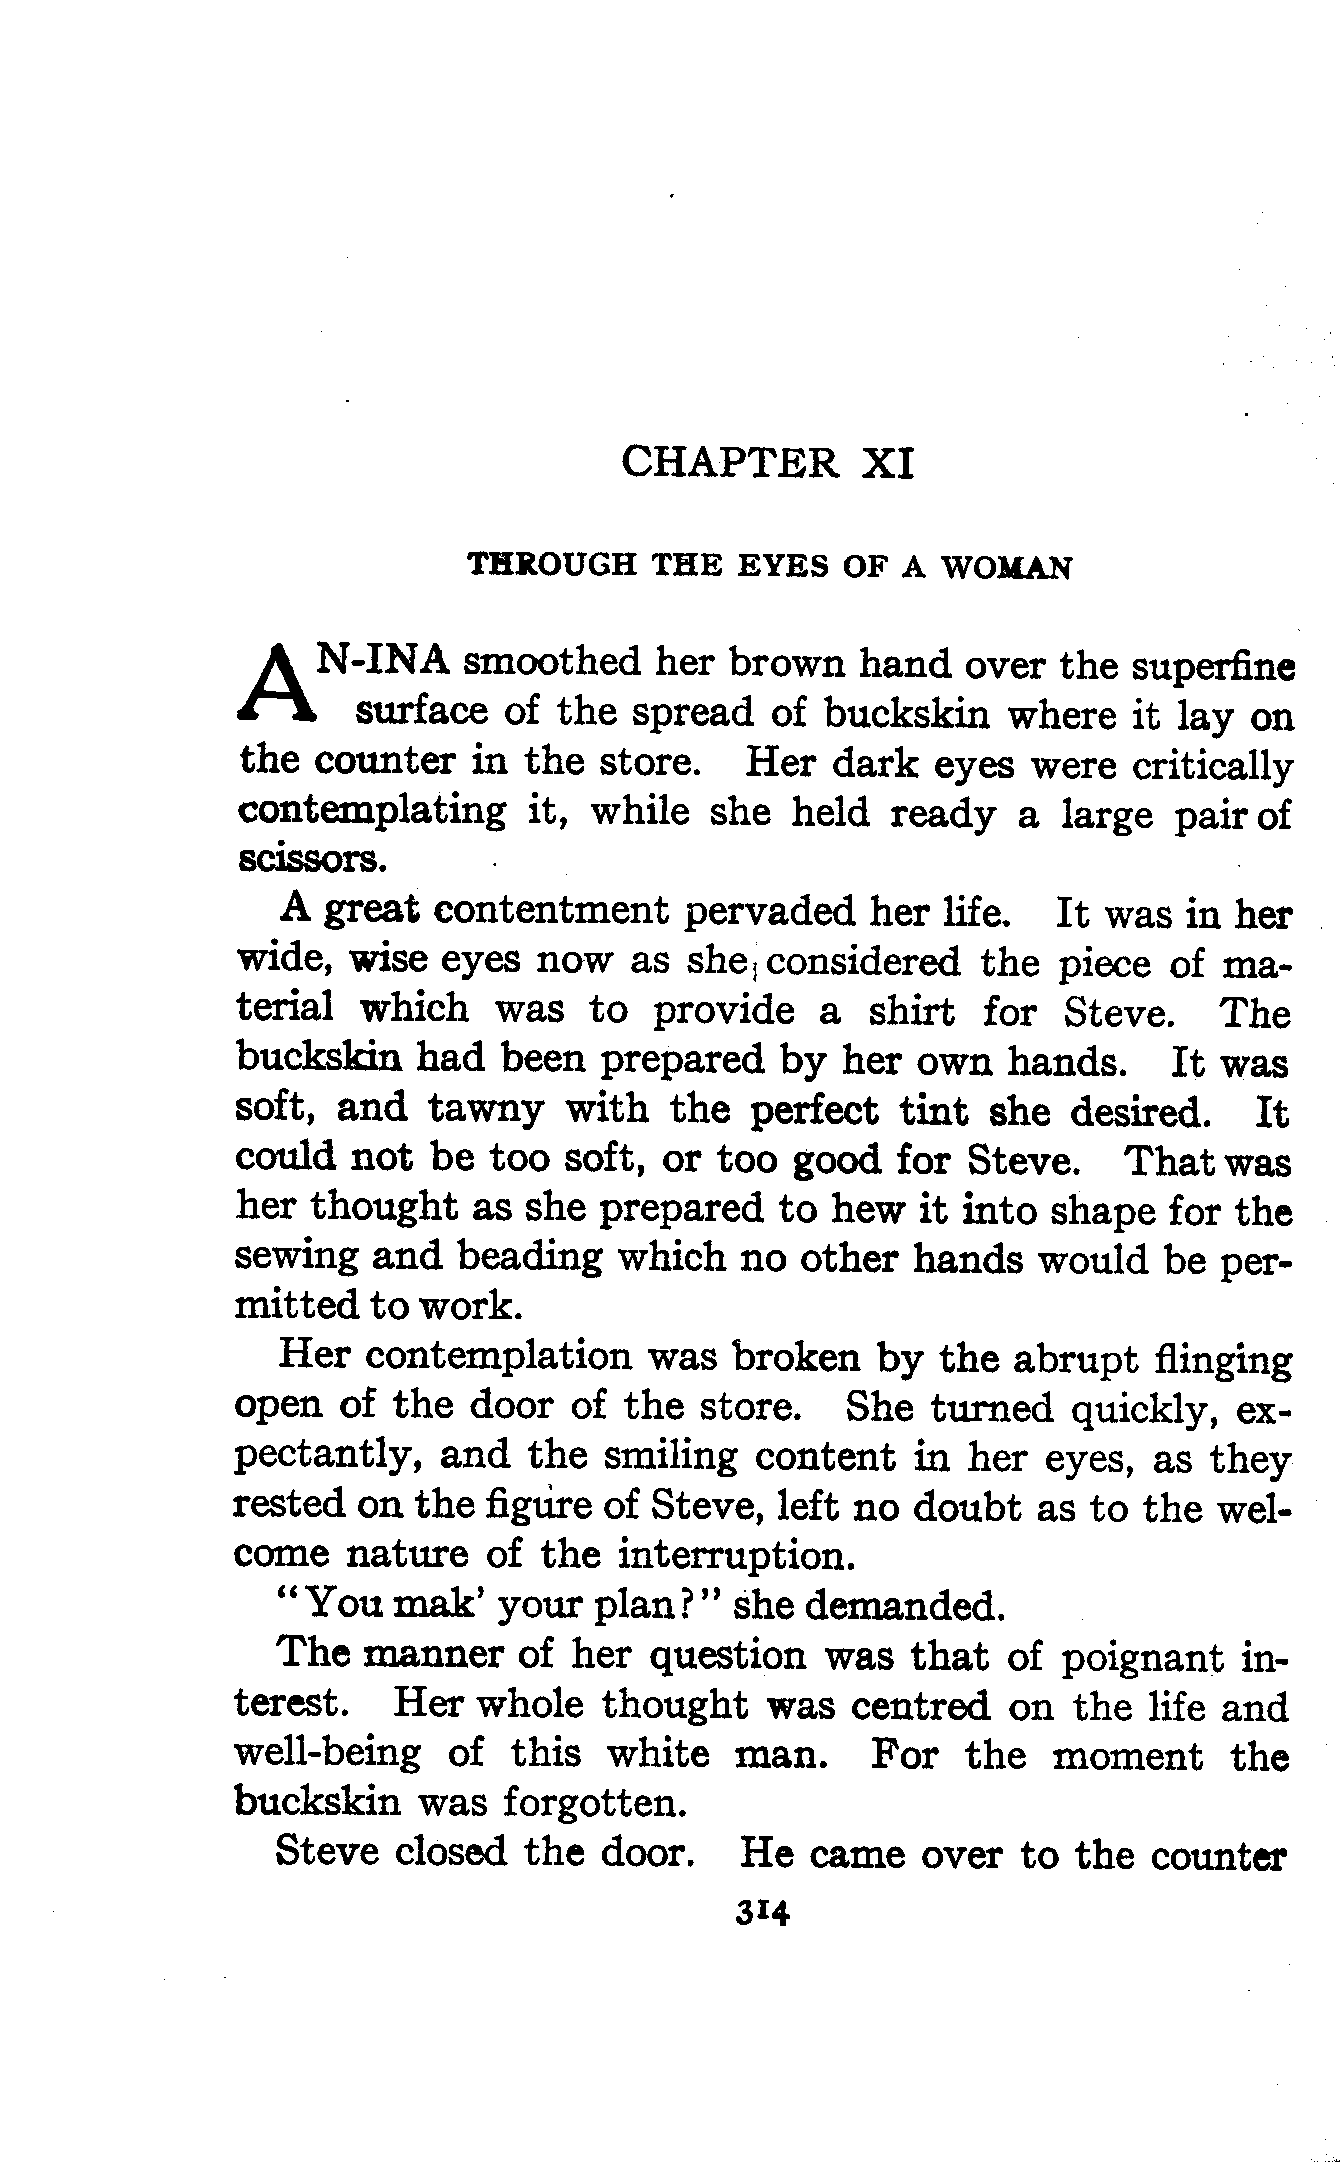 CHAPTER XI
THROUGH THE EYES OF A WOMAN
AN-INA smoothed her brown hand over the superfine
surface of the spread of buckskin where it lay on
the counter in the store. Her dark eyes were critically
contemplating it, while she held ready a large pair of
scissors.
A great contentment pervaded her life. It was in her
wide, wise eyes now as she considered the piece of ma-
terial which was to provide a shirt for Steve. The
buckskin had been prepared by her own hands. It was
soft, and tawny with the perfect tint she desired. It
could not be too soft, or too good for Steve. That was
her thought as she prepared to hew it into shape for the
sewing and beading which no other hands would be per-
mitted to work.
Her contemplation was broken by the abrupt flinging
open of the door of the store. She turned quickly, ex-
pectantly, and the smiling content in her eyes, as they
rested on the figure of Steve, left no doubt as to the wel-
come nature of the interruption.
"You mak' your plan?" she demanded.
The manner of her question was that of poignant in-
terest. Her whole thought was centred on the life and
well-being of this white man. For the moment the
buckskin was forgotten.
Steve closed the door. He came over to the counter
314